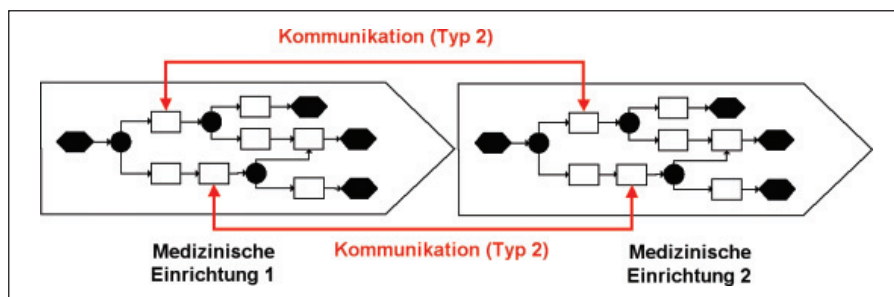 Kommunikation (Typ 2)
Medizinische
Einrichtung 1
Kommunikation (Typ 2)
Medizinische
Einrichtung 2